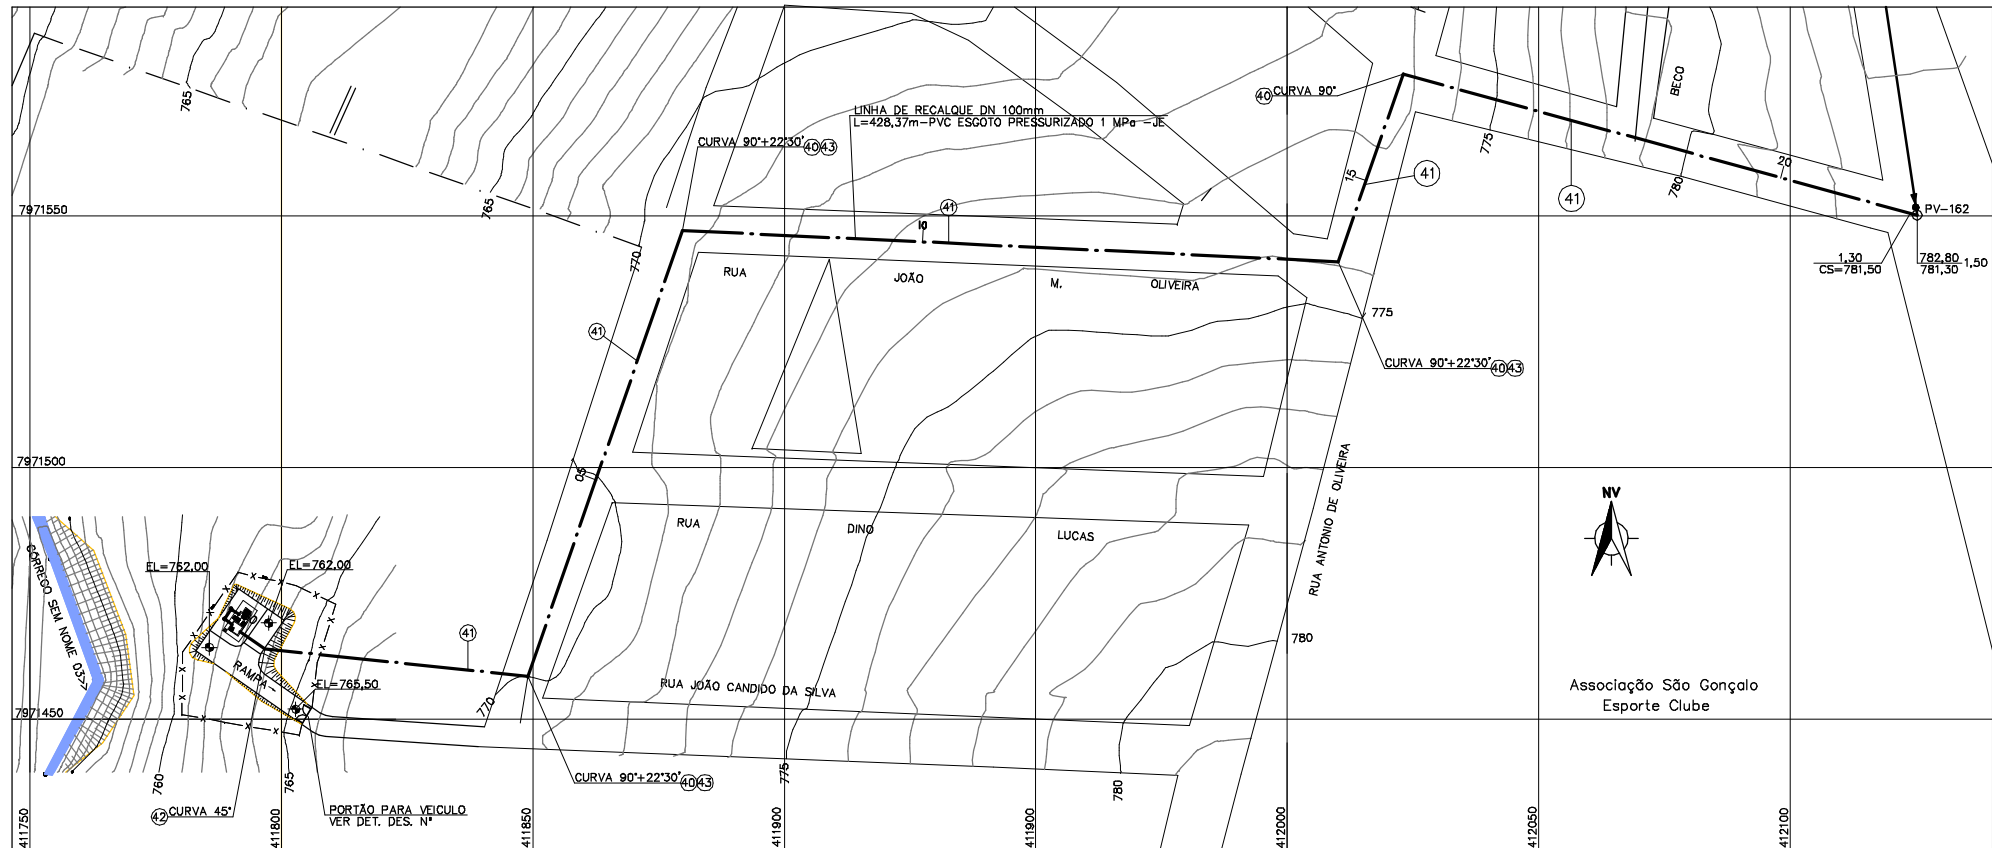 765
BECO
40 CURVA 90°
LINHA DE RECALQUE DN 100mm
L=428,37m-PVC ESGOTO PRESSURIZADO 1 MPa -JE
CURVA 90°+22°30' 40 43
775
15
41
20
780
41
765
7971550
41
10
PV-162
770
1,30
CS=781,50
782,80
781,30
1,50
RUA JOÃO M. OLIVEIRA
775
41
CURVA 90°+22°30' 40 43
7971500
05
RUA ANTONIO DE OLIVEIRA
NV
RUA DINO LUCAS
CÓRREGO SEM NOME 03>>
EL=762,00
EL=762,00
41
780
RAMPA
EL=765,50
RUA JOÃO CANDIDO DA SILVA
Associação São Gonçalo
Esporte Clube
770
7971450
760
765
CURVA 90°+22°30' 40 43
775
780
42 CURVA 45°
PORTÃO PARA VEICULO
VER DET. DES. Nº
411750
411800
411850
411900
411900
412000
412050
412100